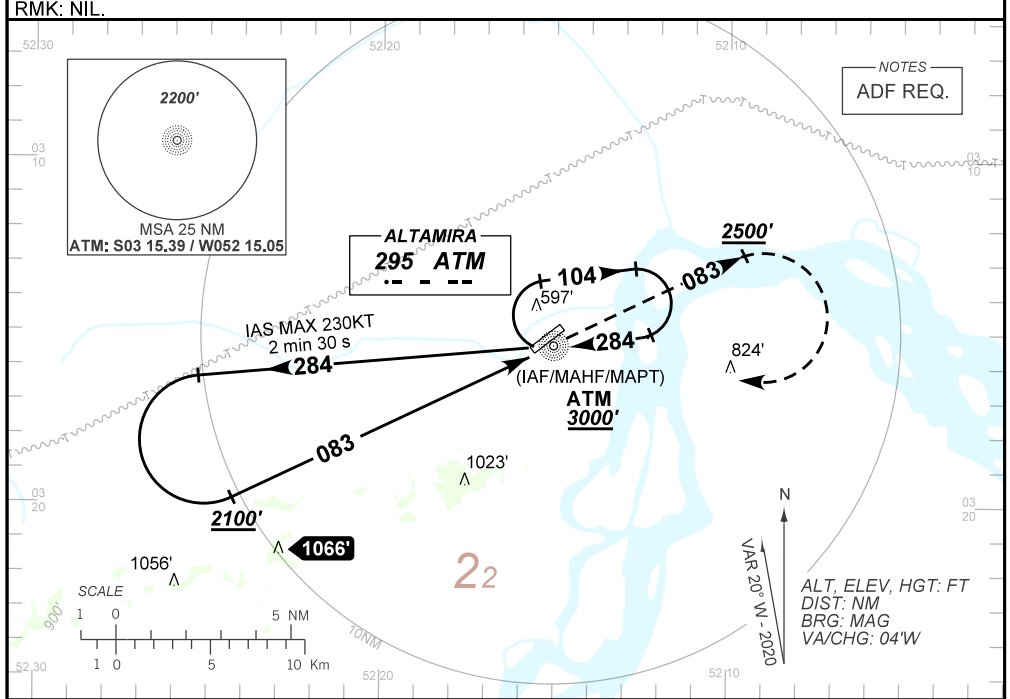 RMK: NIL.
52 30
52 20
52 10
2200'
MSA 25 NM
ATM: S03 15.39 / W052 15.05
NOTES
ADF REQ.
03
10
03
10
ALTAMIRA
295 ATM
.- - --
2500'
104
083
597'
IAS MAX 230KT
2 min 30 s
284
284
824'
(IAF/MAHF/MAPT)
ATM
3000'
083
1023'
03
20
03
20
2100'
1066'
1056'
22
N
VAR 20° W - 2020
ALT, ELEV, HGT: FT
DIST: NM
BRG: MAG
VA/CHG: 04'W
SCALE
1 0 5 NM
1 0 5 10 Km
900'
10NM
52 30
52 20
52 10